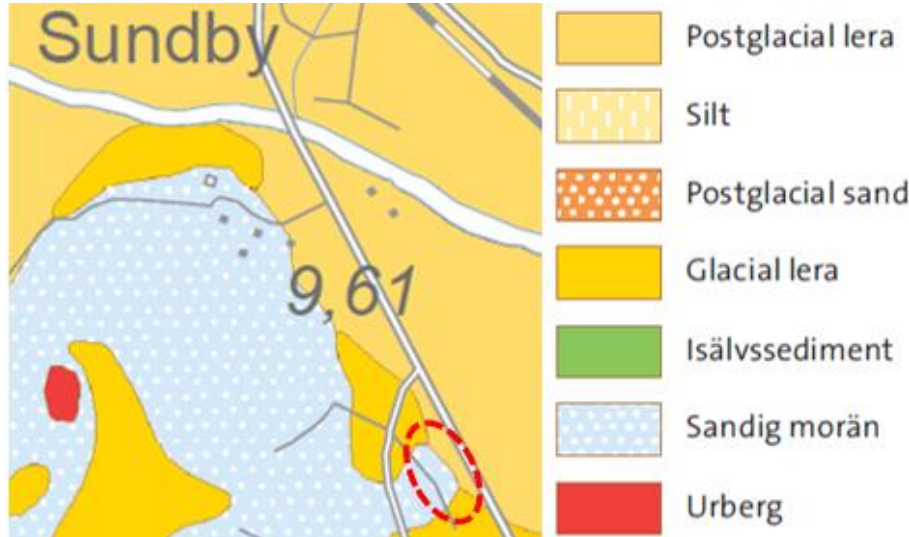 Sundby
9,61
Postglacial lera
Silt
Postglacial sand
Glacial lera
Isälvssediment
Sandig morän
Urberg